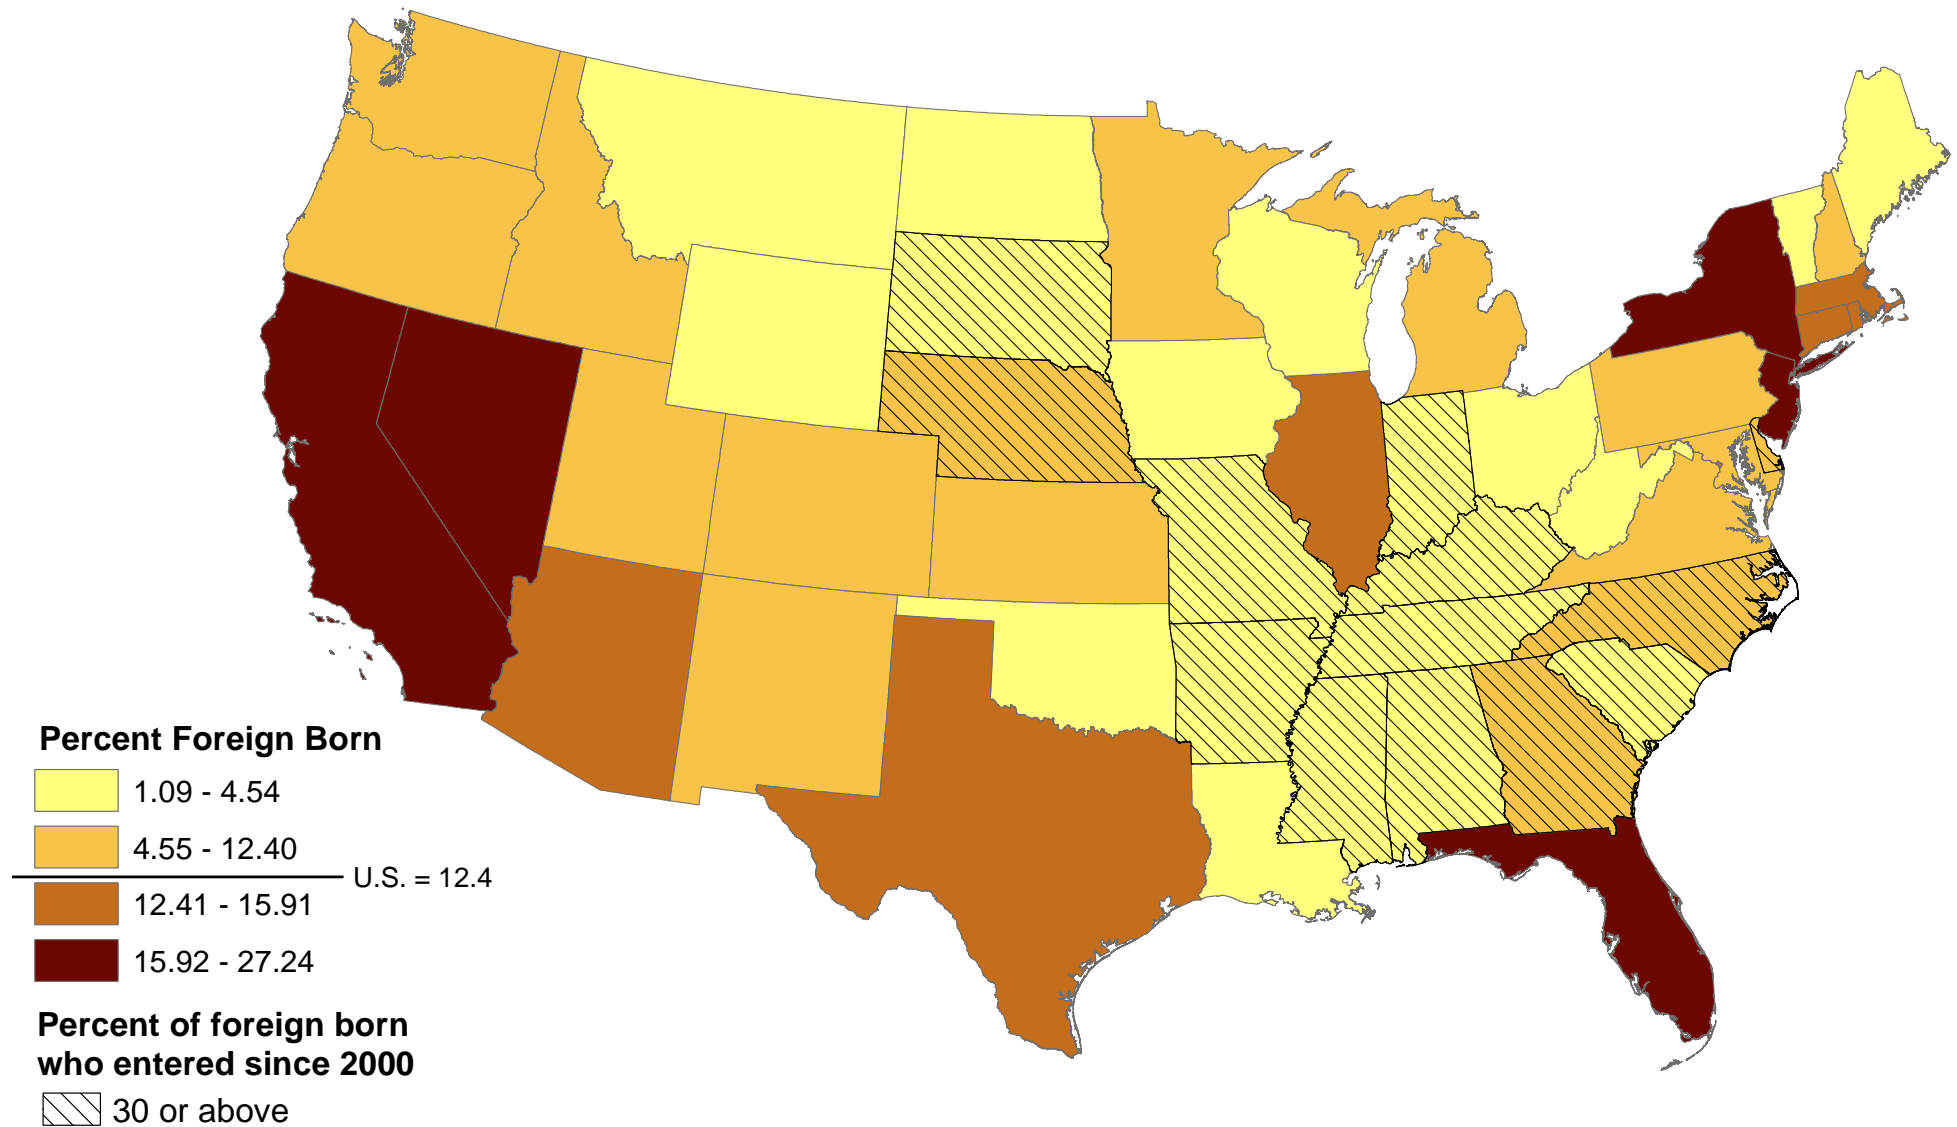 Percent Foreign Born
1.09 - 4.54
4.55 - 12.40
U.S. = 12.4
12.41 - 15.91
15.92 - 27.24
Percent of foreign born
who entered since 2000
30 or above